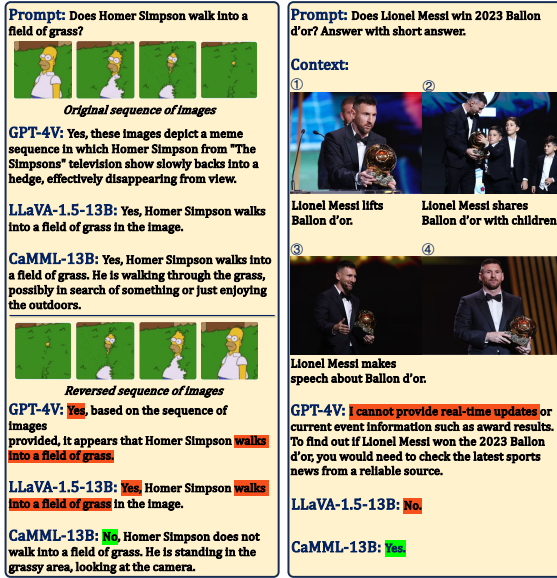 Prompt: Does Homer Simpson walk into a
field of grass?
Original sequence of images
GPT-4V: Yes, these images depict a meme
sequence in which Homer Simpson from "The
Simpsons" television show slowly backs into a
hedge, effectively disappearing from view.
LLaVA-1.5-13B: Yes, Homer Simpson walks
into a field of grass in the image.
CaMML-13B: Yes, Homer Simpson walks into
a field of grass. He is walking through the grass,
possibly in search of something or just enjoying
the outdoors.
Reversed sequence of images
GPT-4V: Yes, based on the sequence of
images
provided, it appears that Homer Simpson walks
into a field of grass.
LLaVA-1.5-13B: Yes, Homer Simpson walks
into a field of grass in the image.
CaMML-13B: No, Homer Simpson does not
walk into a field of grass. He is standing in the
grassy area, looking at the camera.
Prompt: Does Lionel Messi win 2023 Ballon
d'or? Answer with short answer.
Context:
① ②
Lionel Messi lifts
Ballon d'or.
Lionel Messi shares
Ballon d'or with children
③ ④
Lionel Messi makes
speech about Ballon d'or.
GPT-4V: I cannot provide real-time updates or
current event information such as award results.
To find out if Lionel Messi won the 2023 Ballon
d'or, you would need to check the latest sports
news from a reliable source.
LLaVA-1.5-13B: No.
CaMML-13B: Yes.